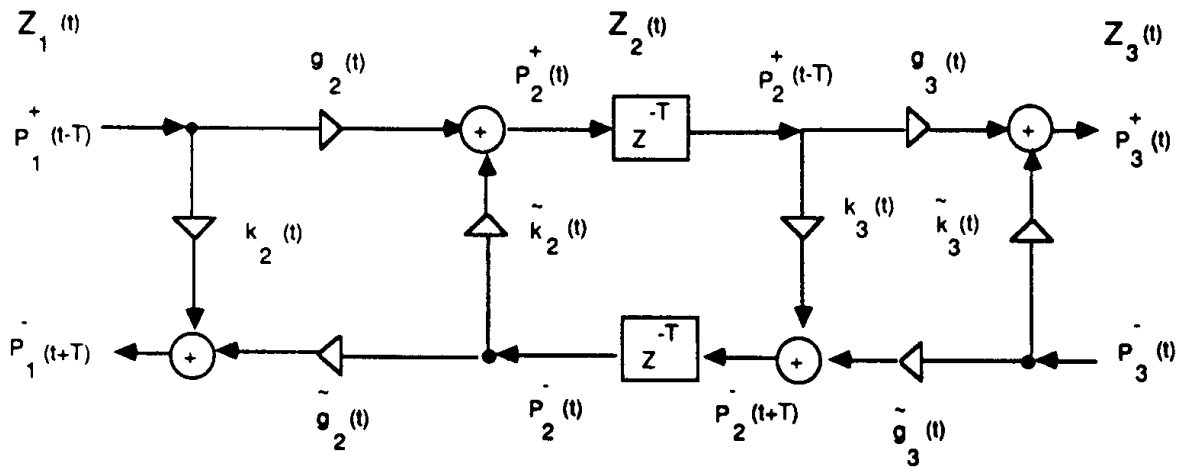 Z₁(t)
Z₂(t)
Z₃(t)
g₂(t)
P₂⁺(t)
P₂⁺(t-T)
g₃(t)
P₁⁺(t-T)
+
z⁻ᵀ
+
P₃⁺(t)
k₂(t)
k̃₂(t)
k₃(t)
k̃₃(t)
P₁⁻(t+T)
+
z⁻ᵀ
+
P₃⁻(t)
g̃₂(t)
P₂⁻(t)
P₂⁻(t+T)
g̃₃(t)